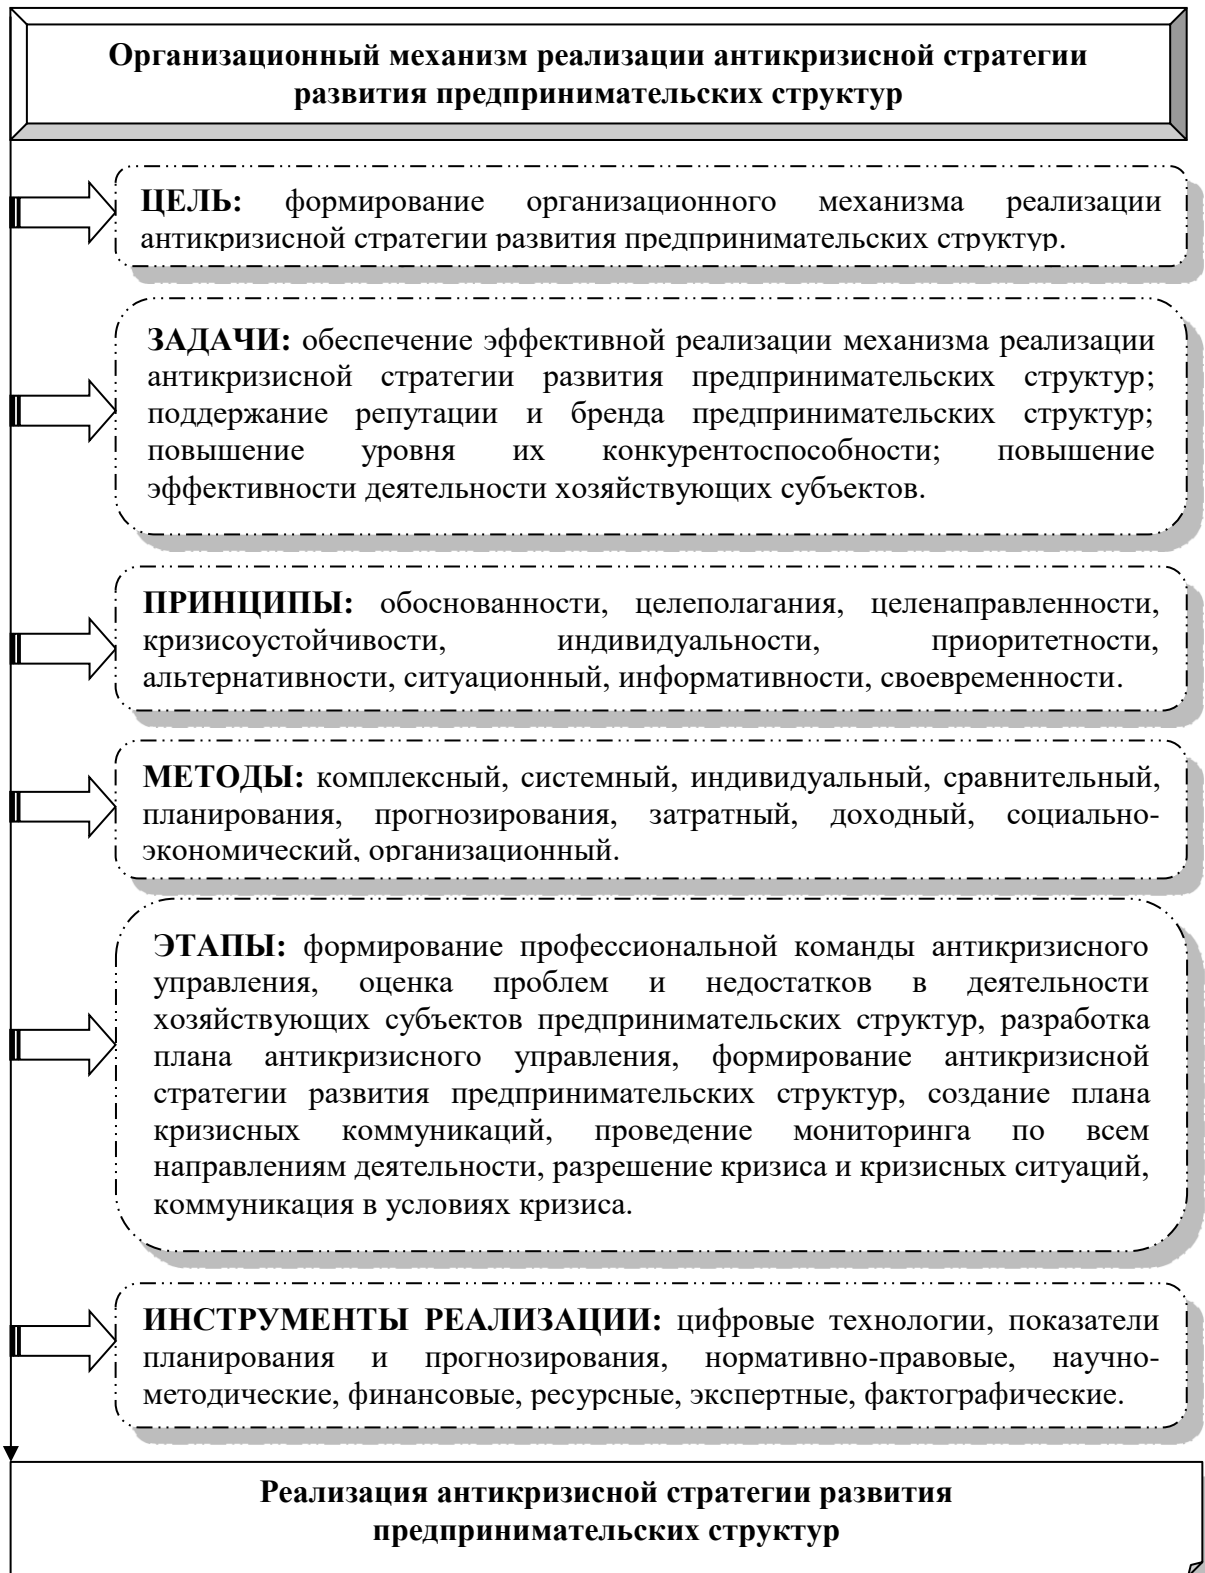 Организационный механизм реализации антикризисной стратегии
развития предпринимательских структур
ЦЕЛЬ: формирование организационного механизма реализации
антикризисной стратегии развития предпринимательских структур.
ЗАДАЧИ: обеспечение эффективной реализации механизма реализации
антикризисной стратегии развития предпринимательских структур;
поддержание репутации и бренда предпринимательских структур;
повышение уровня их конкурентоспособности; повышение
эффективности деятельности хозяйствующих субъектов.
ПРИНЦИПЫ: обоснованности, целеполагания, целенаправленности,
кризисоустойчивости, индивидуальности, приоритетности,
альтернативности, ситуационный, информативности, своевременности.
МЕТОДЫ: комплексный, системный, индивидуальный, сравнительный,
планирования, прогнозирования, затратный, доходный, социально-
экономический, организационный.
ЭТАПЫ: формирование профессиональной команды антикризисного
управления, оценка проблем и недостатков в деятельности
хозяйствующих субъектов предпринимательских структур, разработка
плана антикризисного управления, формирование антикризисной
стратегии развития предпринимательских структур, создание плана
кризисных коммуникаций, проведение мониторинга по всем
направлениям деятельности, разрешение кризиса и кризисных ситуаций,
коммуникация в условиях кризиса.
ИНСТРУМЕНТЫ РЕАЛИЗАЦИИ: цифровые технологии, показатели
планирования и прогнозирования, нормативно-правовые, научно-
методические, финансовые, ресурсные, экспертные, фактографические.
Реализация антикризисной стратегии развития
предпринимательских структур